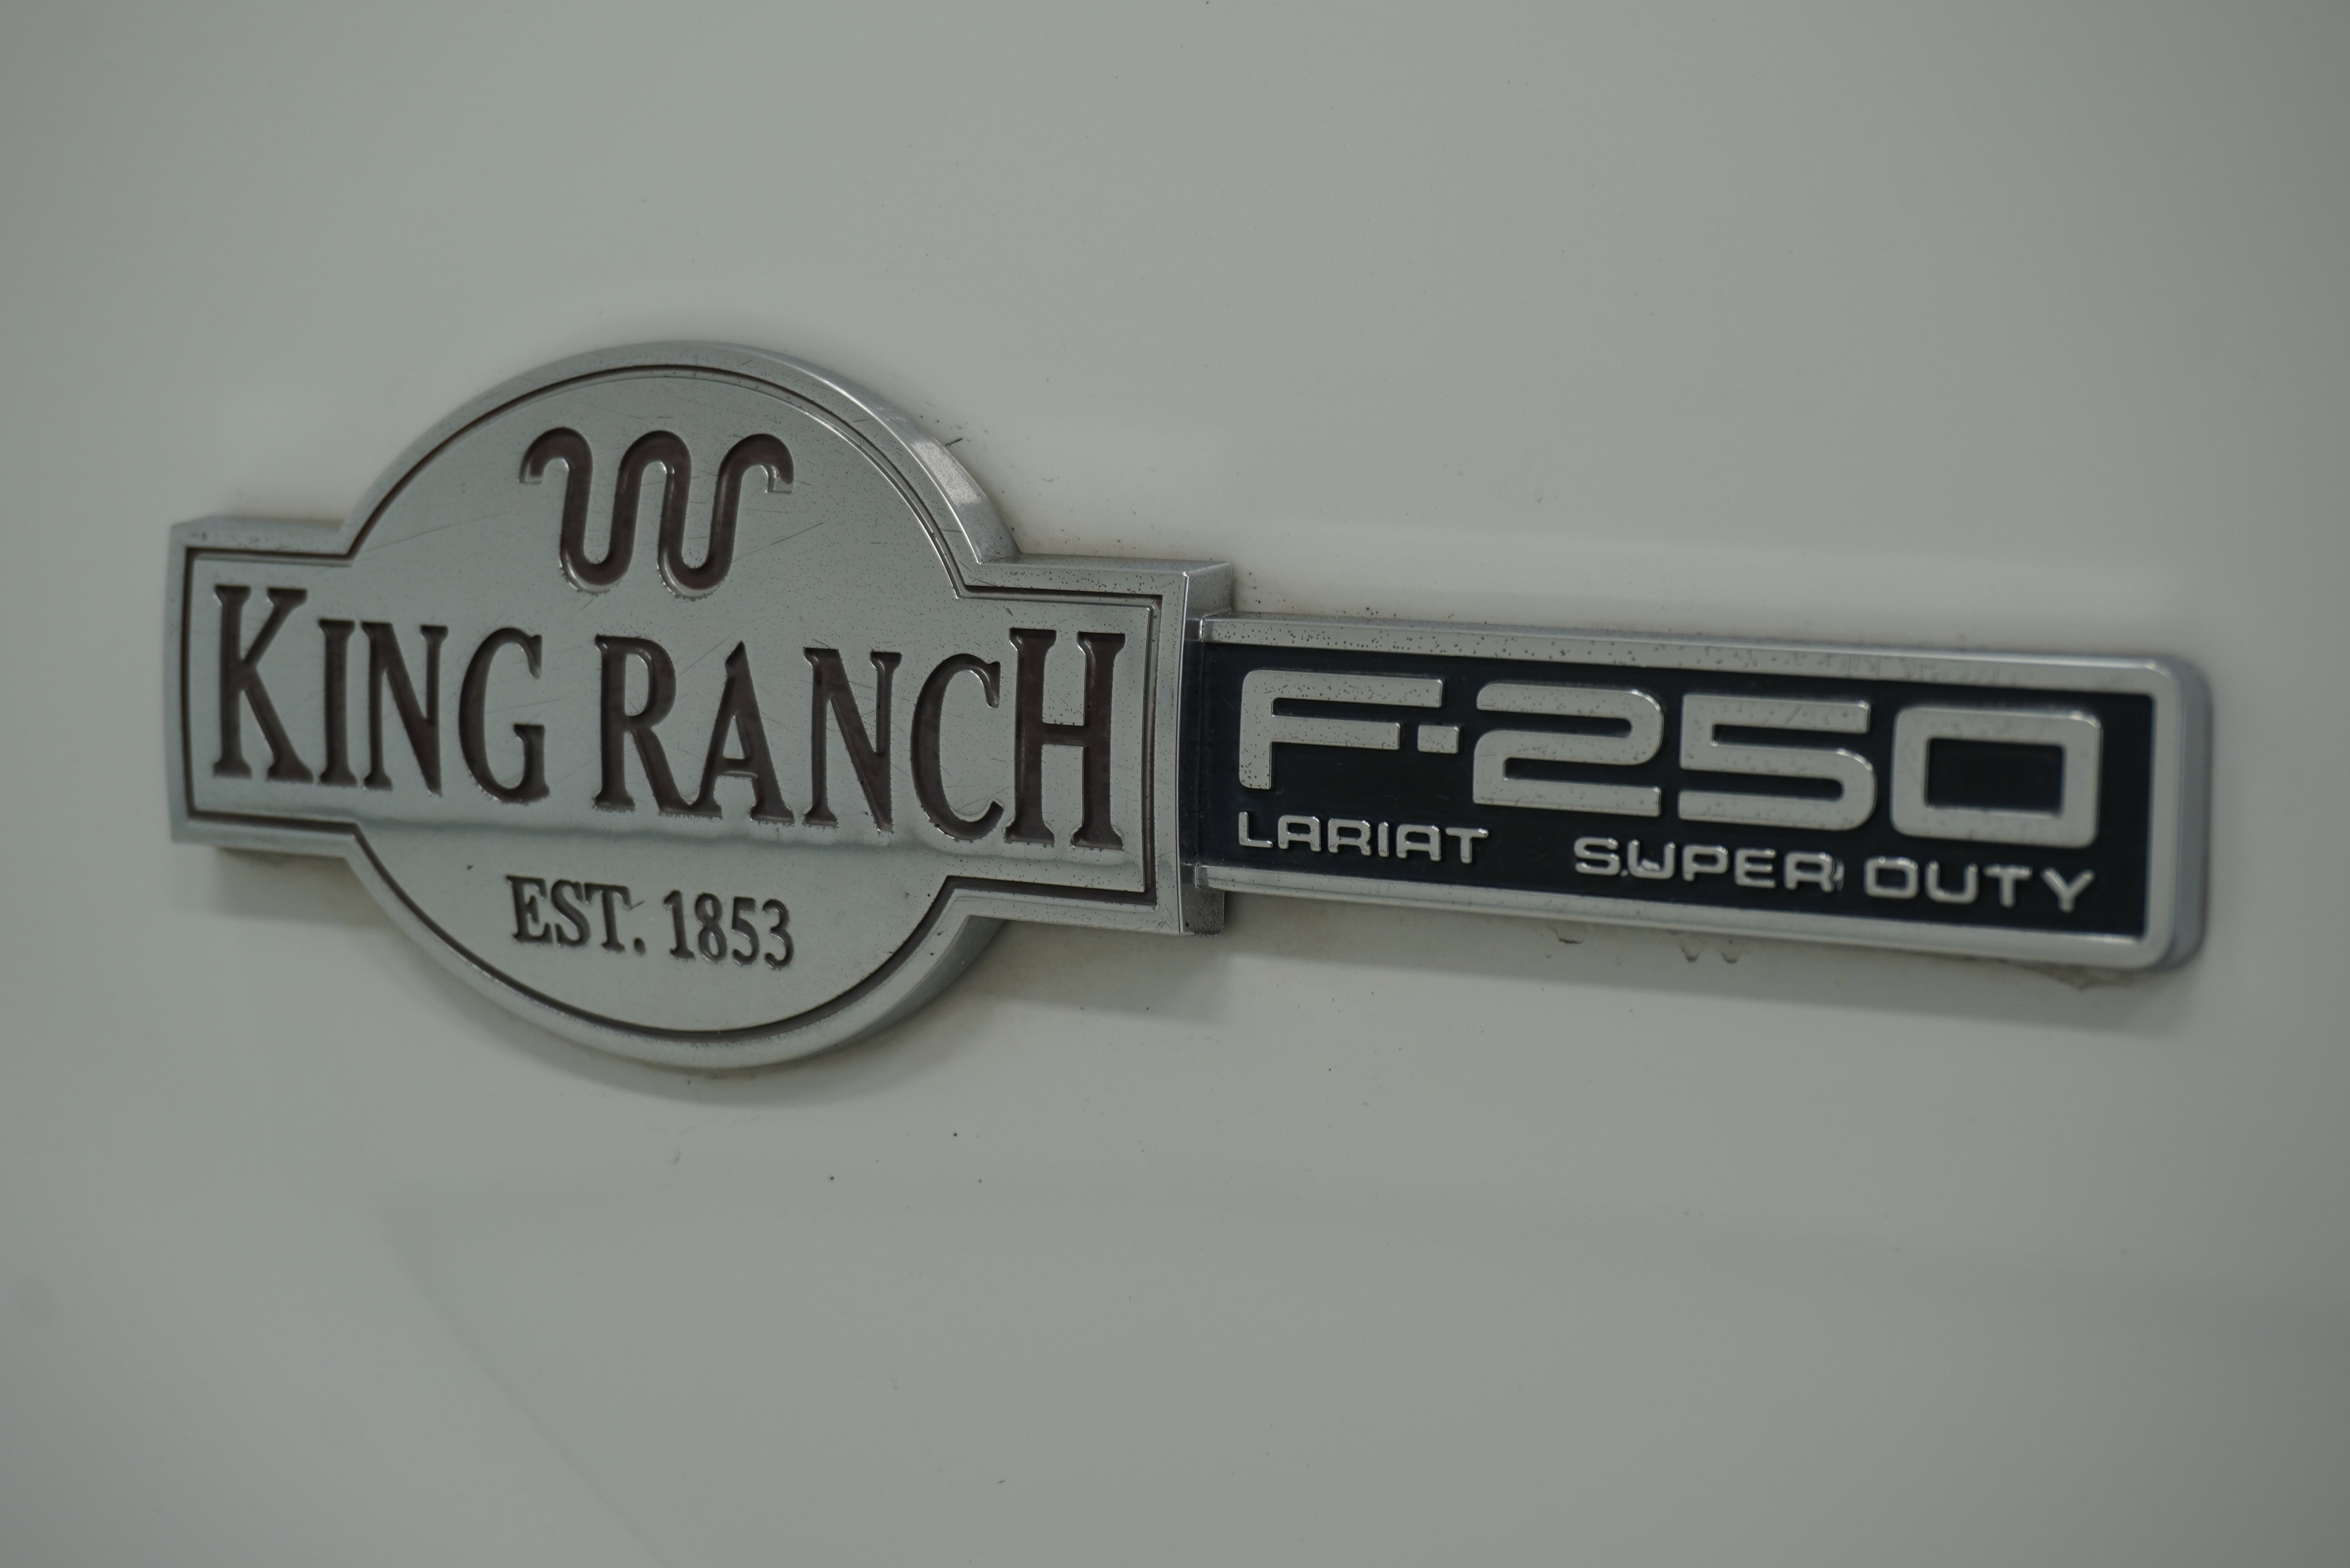 KING RANCH
EST. 1853
F-250
LARIAT SUPER DUTY